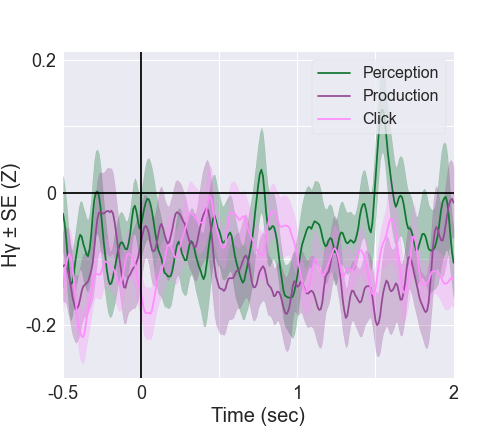 0.2
Perception
Production
Click
0
-0.2
Hγ ± SE (Z)
-0.5
0
1
2
Time (sec)